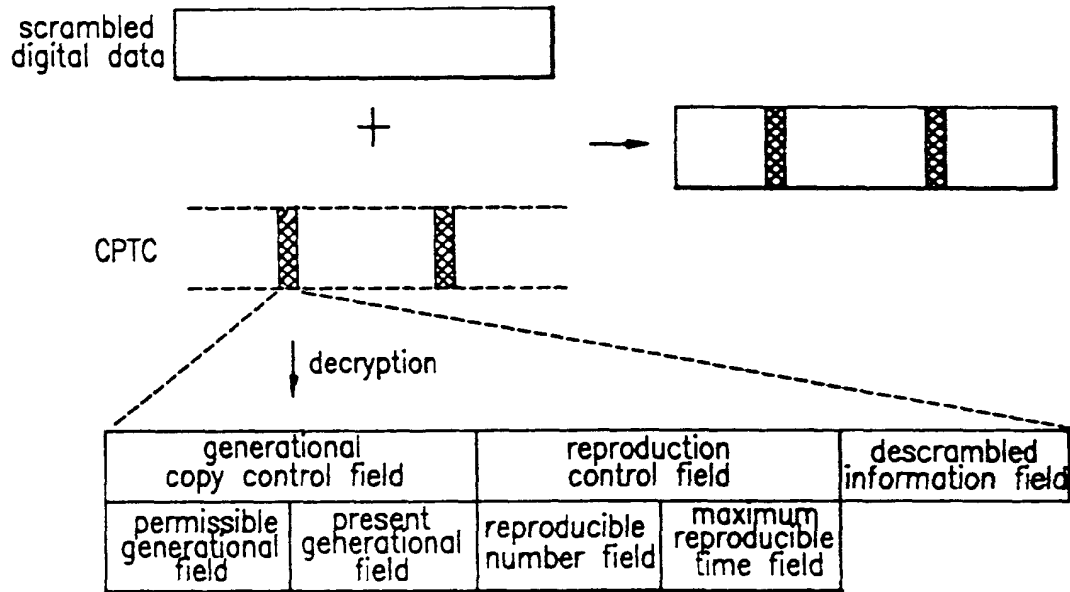 scrambled
digital data
+
CPTC
decryption
generational
copy control field
reproduction
control field
descrambled
information field
permissible
generational
field
present
generational
field
reproducible
number field
maximum
reproducible
time field